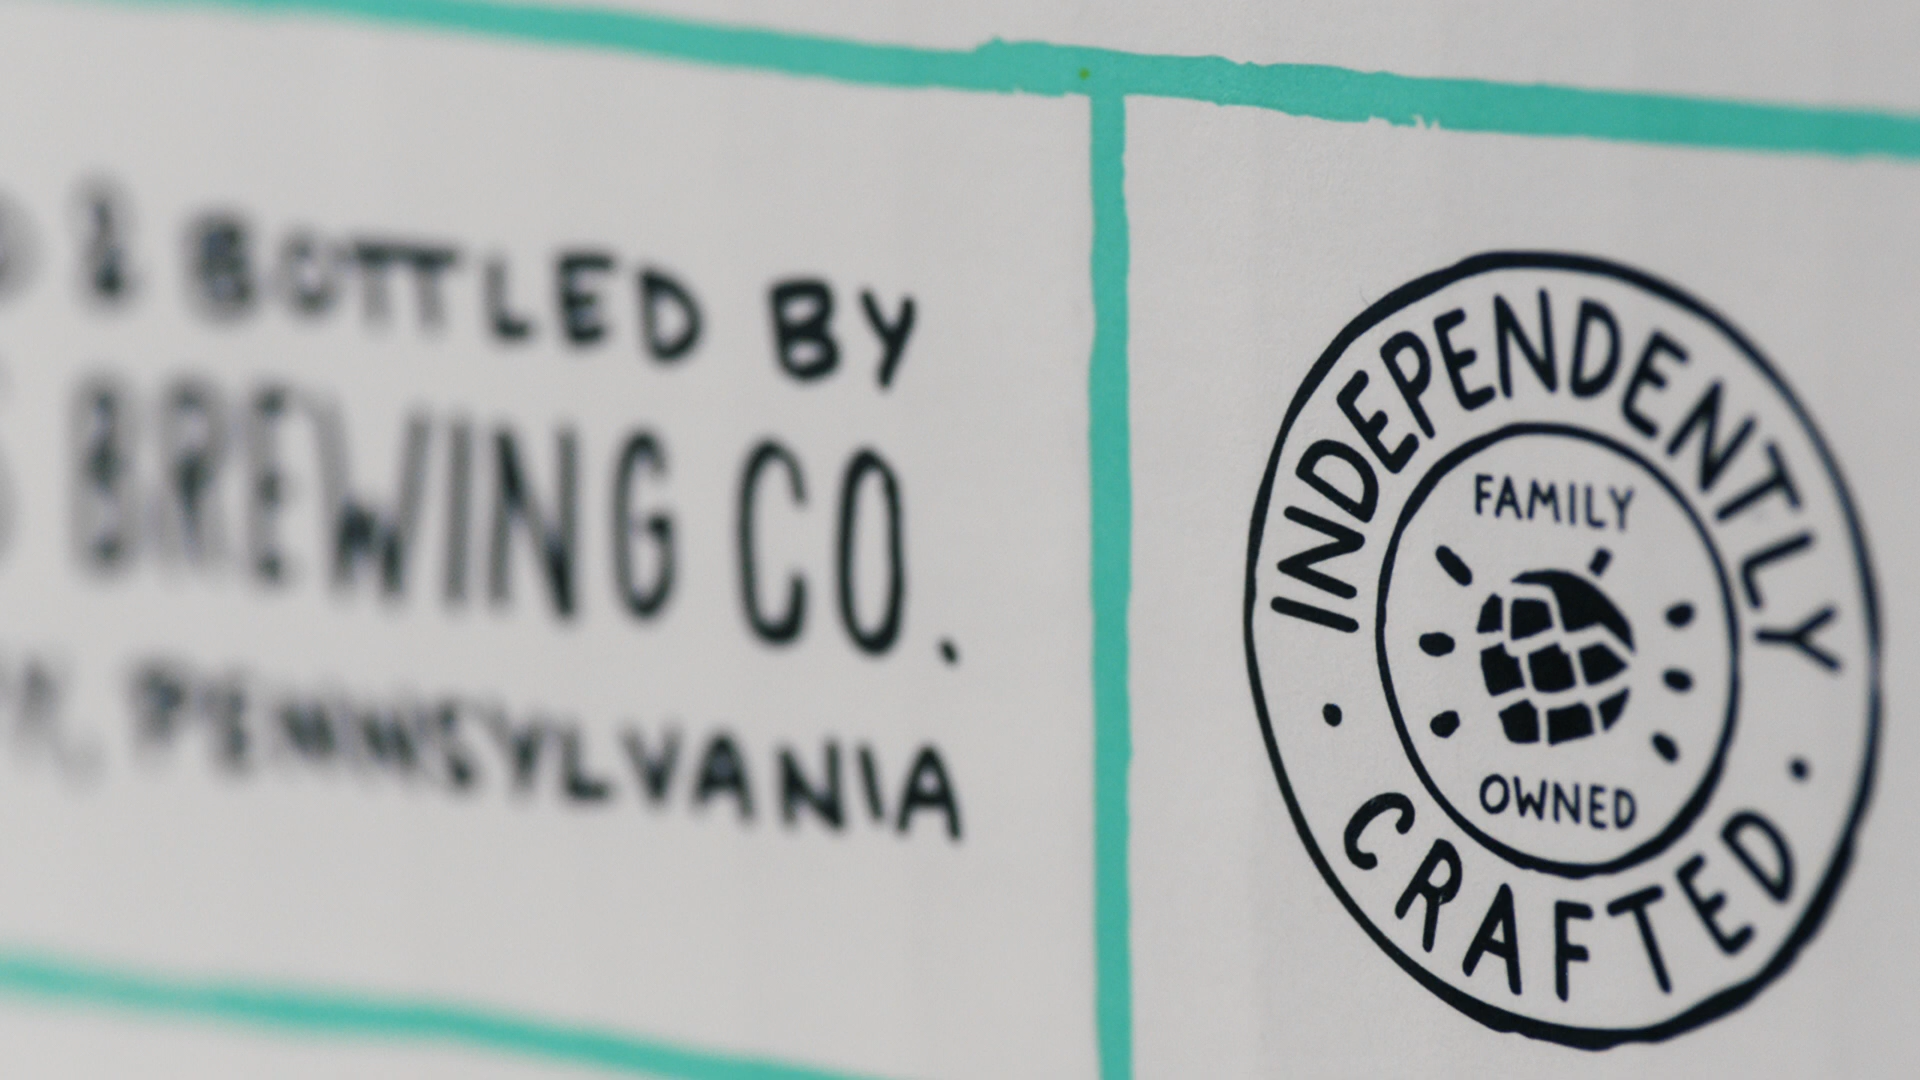 & BOTTLED BY
BREWING CO.
PENNSYLVANIA
INDEPENDENTLY
FAMILY
OWNED
CRAFTED